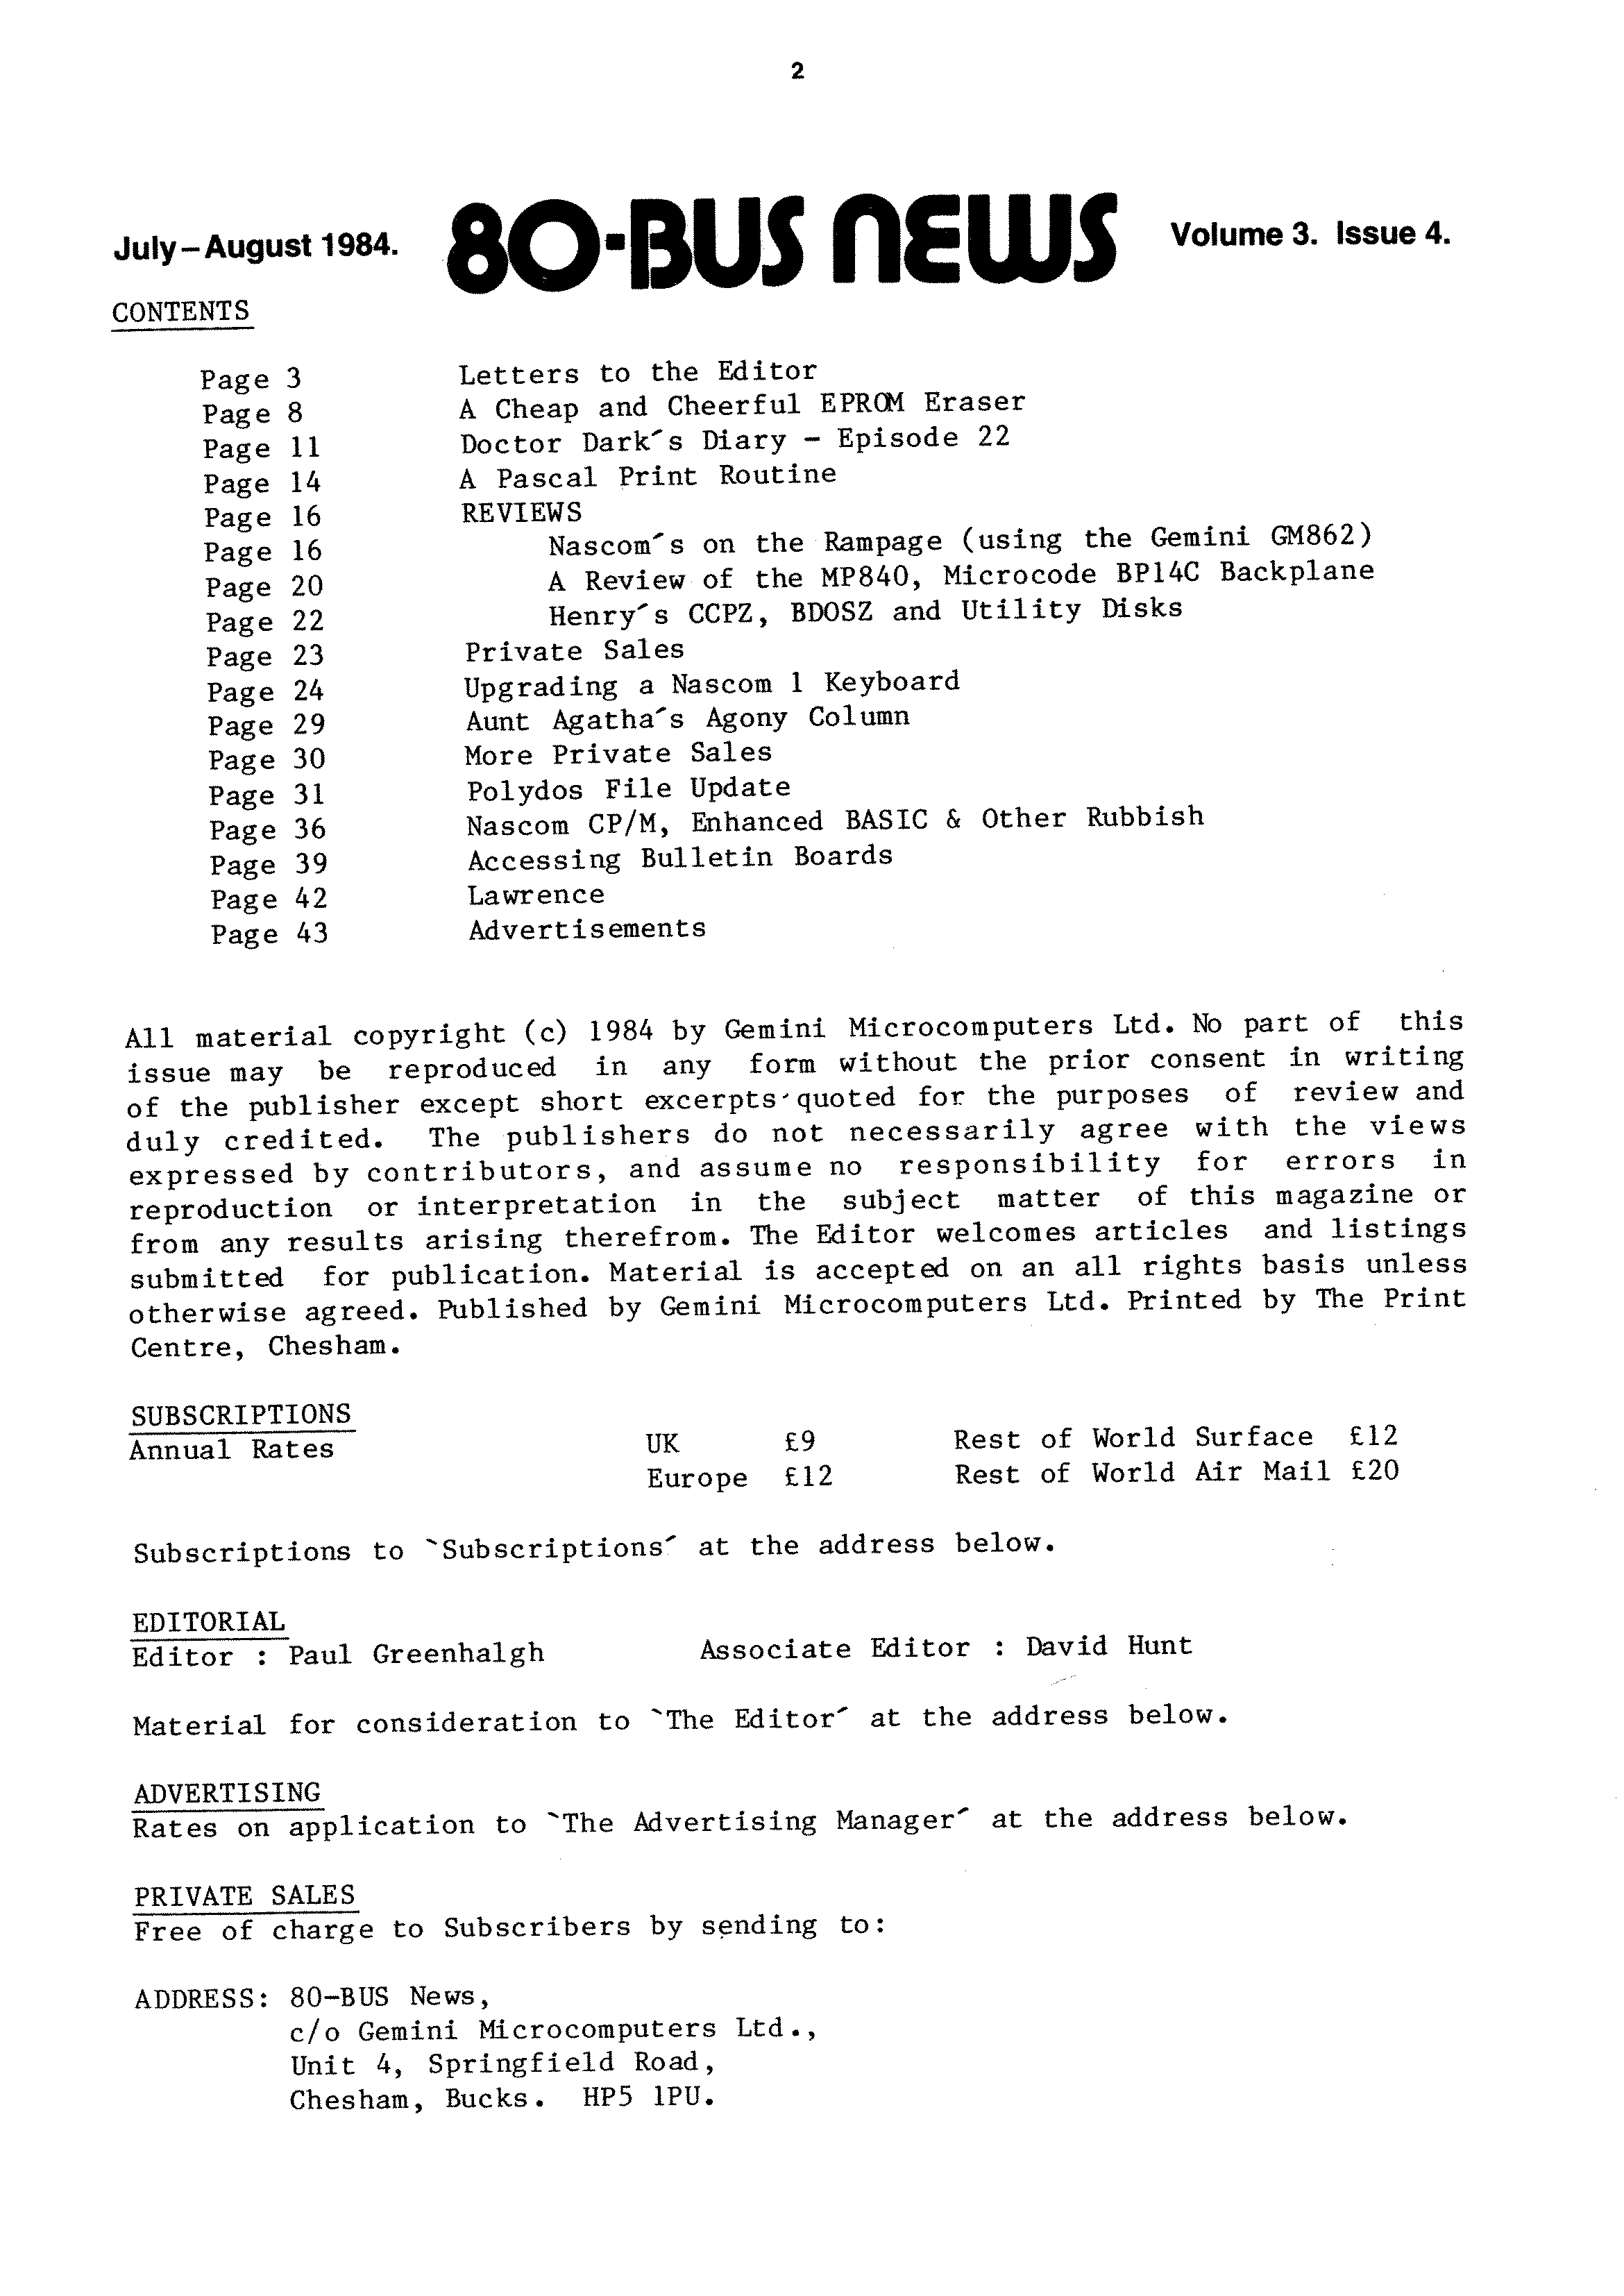 2
July-August 1984. 80-BUS NEWS Volume 3. Issue 4.
CONTENTS
Page 3 Letters to the Editor
Page 8 A Cheap and Cheerful EPROM Eraser
Page 11 Doctor Dark´s Diary - Episode 22
Page 14 A Pascal Print Routine
Page 16 REVIEWS
Page 16 Nascom´s on the Rampage (using the Gemini GM862)
Page 20 A Review of the MP840, Microcode BP14C Backplane
Page 22 Henry´s CCPZ, BDOSZ and Utility Disks
Page 23 Private Sales
Page 24 Upgrading a Nascom 1 Keyboard
Page 29 Aunt Agatha´s Agony Column
Page 30 More Private Sales
Page 31 Polydos File Update
Page 36 Nascom CP/M, Enhanced BASIC & Other Rubbish
Page 39 Accessing Bulletin Boards
Page 42 Lawrence
Page 43 Advertisements
All material copyright (c) 1984 by Gemini Microcomputers Ltd. No part of this
issue may be reproduced in any form without the prior consent in writing
of the publisher except short excerpts quoted for the purposes of review and
duly credited. The publishers do not necessarily agree with the views
expressed by contributors, and assume no responsibility for errors in
reproduction or interpretation in the subject matter of this magazine or
from any results arising therefrom. The Editor welcomes articles and listings
submitted for publication. Material is accepted on an all rights basis unless
otherwise agreed. Published by Gemini Microcomputers Ltd. Printed by The Print
Centre, Chesham.
SUBSCRIPTIONS
Annual Rates UK £9 Rest of World Surface £12
Europe £12 Rest of World Air Mail £20
Subscriptions to `Subscriptions´ at the address below.
EDITORIAL
Editor : Paul Greenhalgh Associate Editor : David Hunt
Material for consideration to `The Editor´ at the address below.
ADVERTISING
Rates on application to `The Advertising Manager´ at the address below.
PRIVATE SALES
Free of charge to Subscribers by sending to:
ADDRESS: 80-BUS News,
c/o Gemini Microcomputers Ltd.,
Unit 4, Springfield Road,
Chesham, Bucks. HP5 1PU.